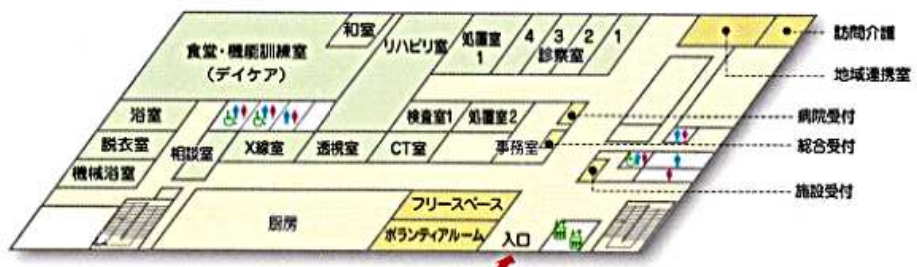 和室
食堂・機能訓練室
(デイケア)
リハビリ室
処置室
1
4
3
2
1
診察室
訪問介護
地域連携室
浴室
脱衣室
機械浴室
相談室
X線室
透視室
検査室1
処置室2
CT室
事務室
病院受付
総合受付
施設受付
厨房
フリースペース
ボランティアルーム
入口